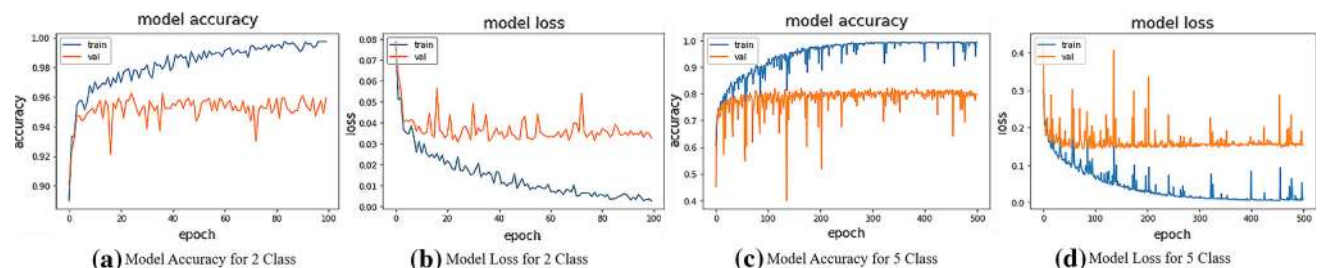 model accuracy
1.00
0.98
0.96
0.94
0.92
0.90
accuracy
train
val
0
20
40
60
80
100
epoch
(a) Model Accuracy for 2 Class
model loss
0.08
0.07
0.06
0.05
0.04
0.03
0.02
0.01
0.00
loss
train
val
0
20
40
60
80
100
epoch
(b) Model Loss for 2 Class
model accuracy
1.0
0.9
0.8
0.7
0.6
0.5
0.4
accuracy
train
val
0
100
200
300
400
500
epoch
(c) Model Accuracy for 5 Class
model loss
0.4
0.3
0.2
0.1
0.0
loss
train
val
0
100
200
300
400
500
epoch
(d) Model Loss for 5 Class